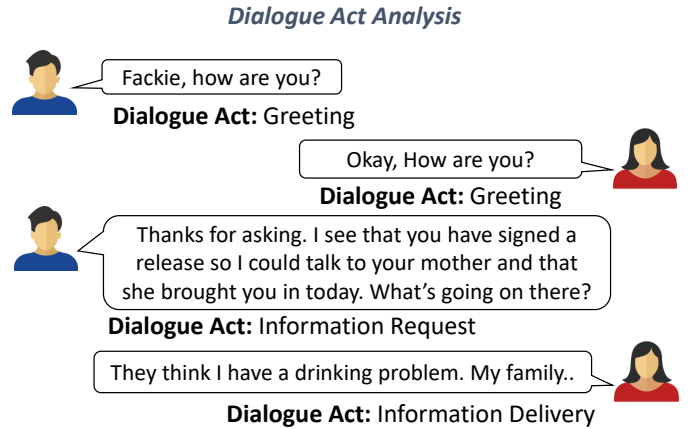 Dialogue Act Analysis
Fackie, how are you?
Dialogue Act: Greeting
Okay, How are you?
Dialogue Act: Greeting
Thanks for asking. I see that you have signed a
release so I could talk to your mother and that
she brought you in today. What's going on there?
Dialogue Act: Information Request
They think I have a drinking problem. My family..
Dialogue Act: Information Delivery